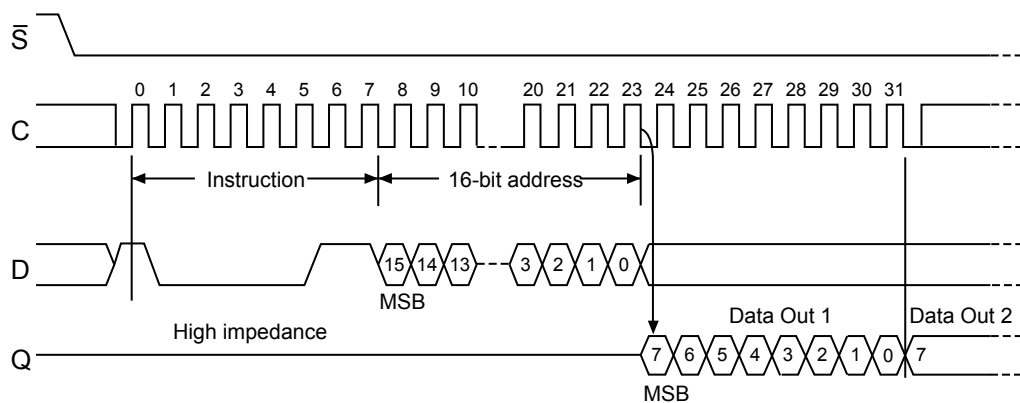 S̅
0 1 2 3 4 5 6 7 8 9 10 20 21 22 23 24 25 26 27 28 29 30 31
C
Instruction 16-bit address
D
15 14 13 3 2 1 0
MSB
High impedance Data Out 1 Data Out 2
Q
7 6 5 4 3 2 1 0 7
MSB